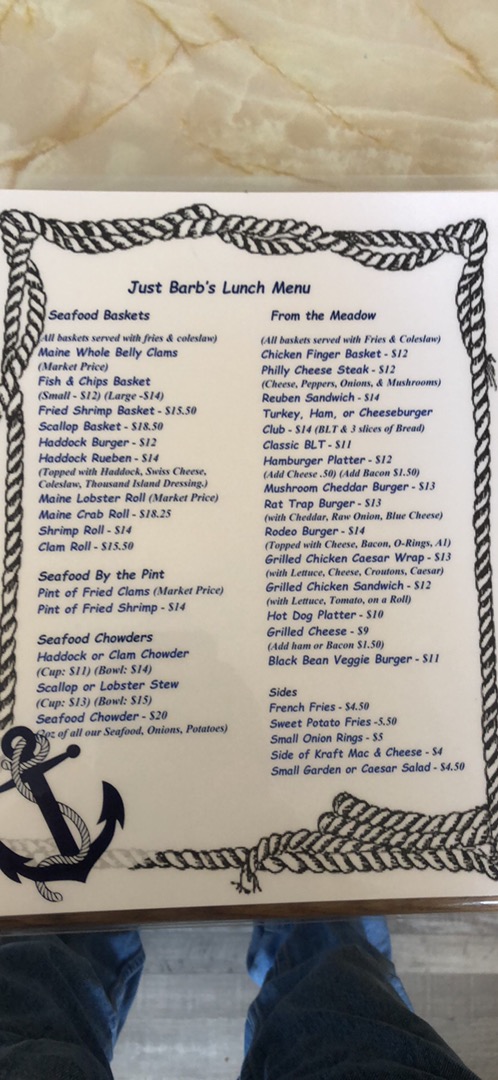 Just Barb's Lunch Menu
Seafood Baskets
All baskets served with fries & coleslaw)
Maine Whole Belly Clams
(Market Price)
Fish & Chips Basket
(Small - $12) (Large -$14)
Fried Shrimp Basket - $15.50
Scallop Basket - $18.50
Haddock Burger - $12
Haddock Rueben - $14
(Topped with Haddock, Swiss Cheese,
Coleslaw, Thousand Island Dressing.)
Maine Lobster Roll (Market Price)
Maine Crab Roll - $18.25
Shrimp Roll - $14
Clam Roll - $15.50
Seafood By the Pint
Pint of Fried Clams (Market Price)
Pint of Fried Shrimp - $14
Seafood Chowders
Haddock or Clam Chowder
(Cup: $11) (Bowl: $14)
Scallop or Lobster Stew
(Cup: $13) (Bowl: $15)
Seafood Chowder - $20
(2oz of all our Seafood, Onions, Potatoes)
From the Meadow
(All baskets served with Fries & Coleslaw)
Chicken Finger Basket - $12
Philly Cheese Steak - $12
(Cheese, Peppers, Onions, & Mushrooms)
Reuben Sandwich - $14
Turkey, Ham, or Cheeseburger
Club - $14 (BLT & 3 slices of Bread)
Classic BLT - $11
Hamburger Platter - $12
(Add Cheese .50) (Add Bacon $1.50)
Mushroom Cheddar Burger - $13
Rat Trap Burger - $13
(with Cheddar, Raw Onion, Blue Cheese)
Rodeo Burger - $14
(Topped with Cheese, Bacon, O-Rings, A1)
Grilled Chicken Caesar Wrap - $13
(with Lettuce, Cheese, Croutons, Caesar)
Grilled Chicken Sandwich - $12
(with Lettuce, Tomato, on a Roll)
Hot Dog Platter - $10
Grilled Cheese - $9
(Add ham or Bacon $1.50)
Black Bean Veggie Burger - $11
Sides
French Fries - $4.50
Sweet Potato Fries -5.50
Small Onion Rings - $5
Side of Kraft Mac & Cheese - $4
Small Garden or Caesar Salad - $4.50